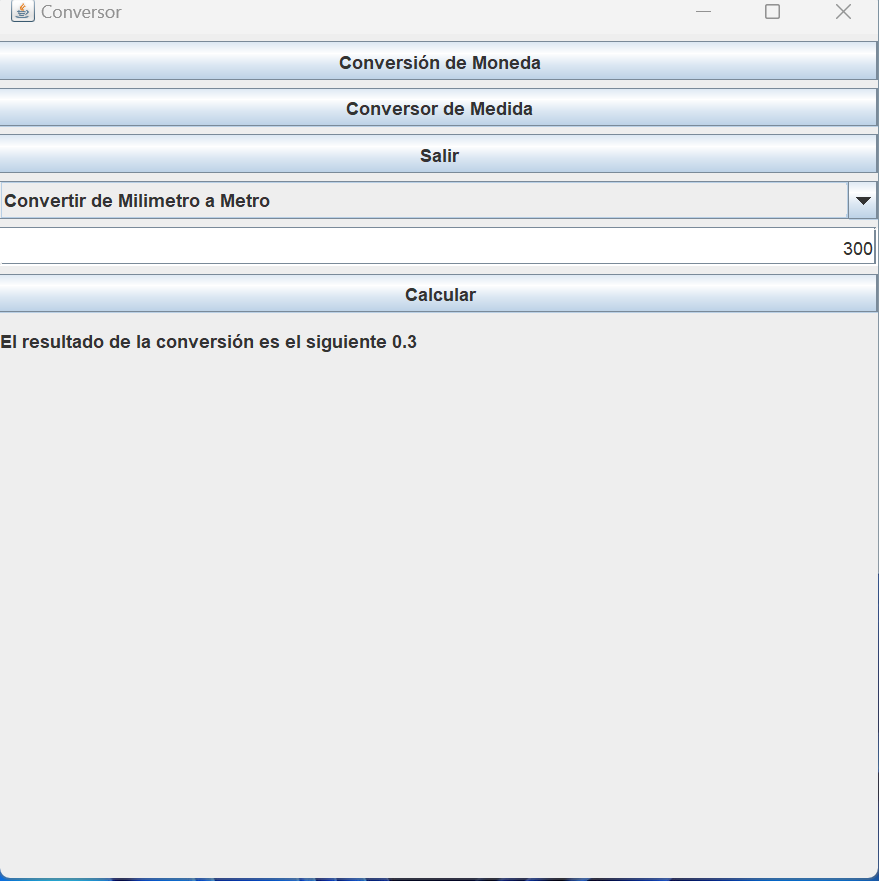 Conversor
Conversión de Moneda
Conversor de Medida
Salir
Convertir de Milimetro a Metro
300
Calcular
El resultado de la conversión es el siguiente 0.3